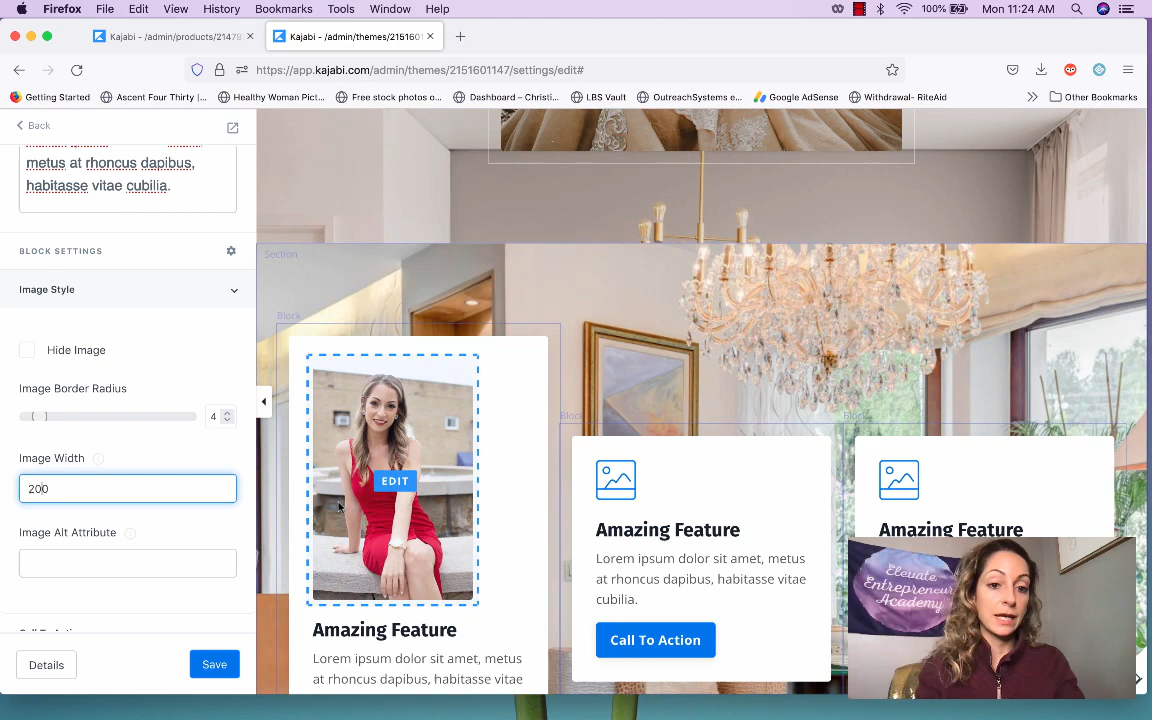 Firefox File Edit View History Bookmarks Tools Window Help 100% Mon 11:24 AM
Kajabi - /admin/products/21479
Kajabi - /admin/themes/2151601
https://app.kajabi.com/admin/themes/2151601147/settings/edit#
Getting Started Ascent Four Thirty |... Healthy Woman Pict... Free stock photos o... Dashboard – Christi... LBS Vault OutreachSystems e... Google AdSense Withdrawal- RiteAid Other Bookmarks
Back
metus at rhoncus dapibus,
habitasse vitae cubilia.
BLOCK SETTINGS
Image Style
Hide Image
Image Border Radius
4
Image Width
200
Image Alt Attribute
Details
Save
Section
Block
EDIT
Amazing Feature
Lorem ipsum dolor sit amet, metus
at rhoncus dapibus, habitasse vitae
Block
Amazing Feature
Lorem ipsum dolor sit amet, metus
at rhoncus dapibus, habitasse vitae
cubilia.
Call To Action
Block
Amazing Feature
Elevate
Entrepreneur
Academy